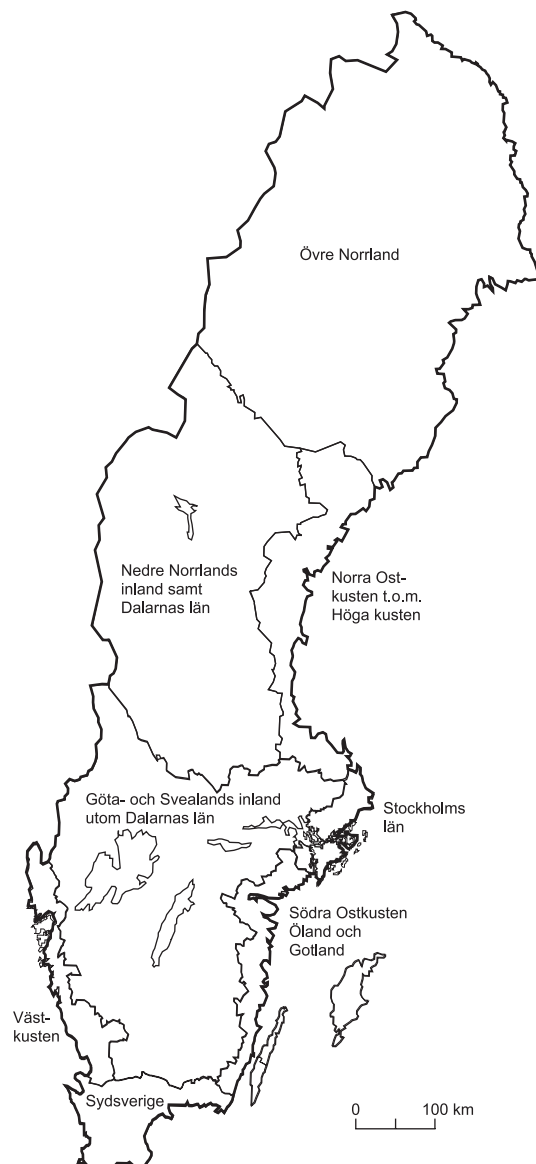 Övre Norrland
Nedre Norrlands
inland samt
Dalarnas län
Norra Ost-
kusten t.o.m.
Höga kusten
Göta- och Svealands inland
utom Dalarnas län
Stockholms
län
Södra Ostkusten
Öland och
Gotland
Väst-
kusten
Sydsverige
0 100 km